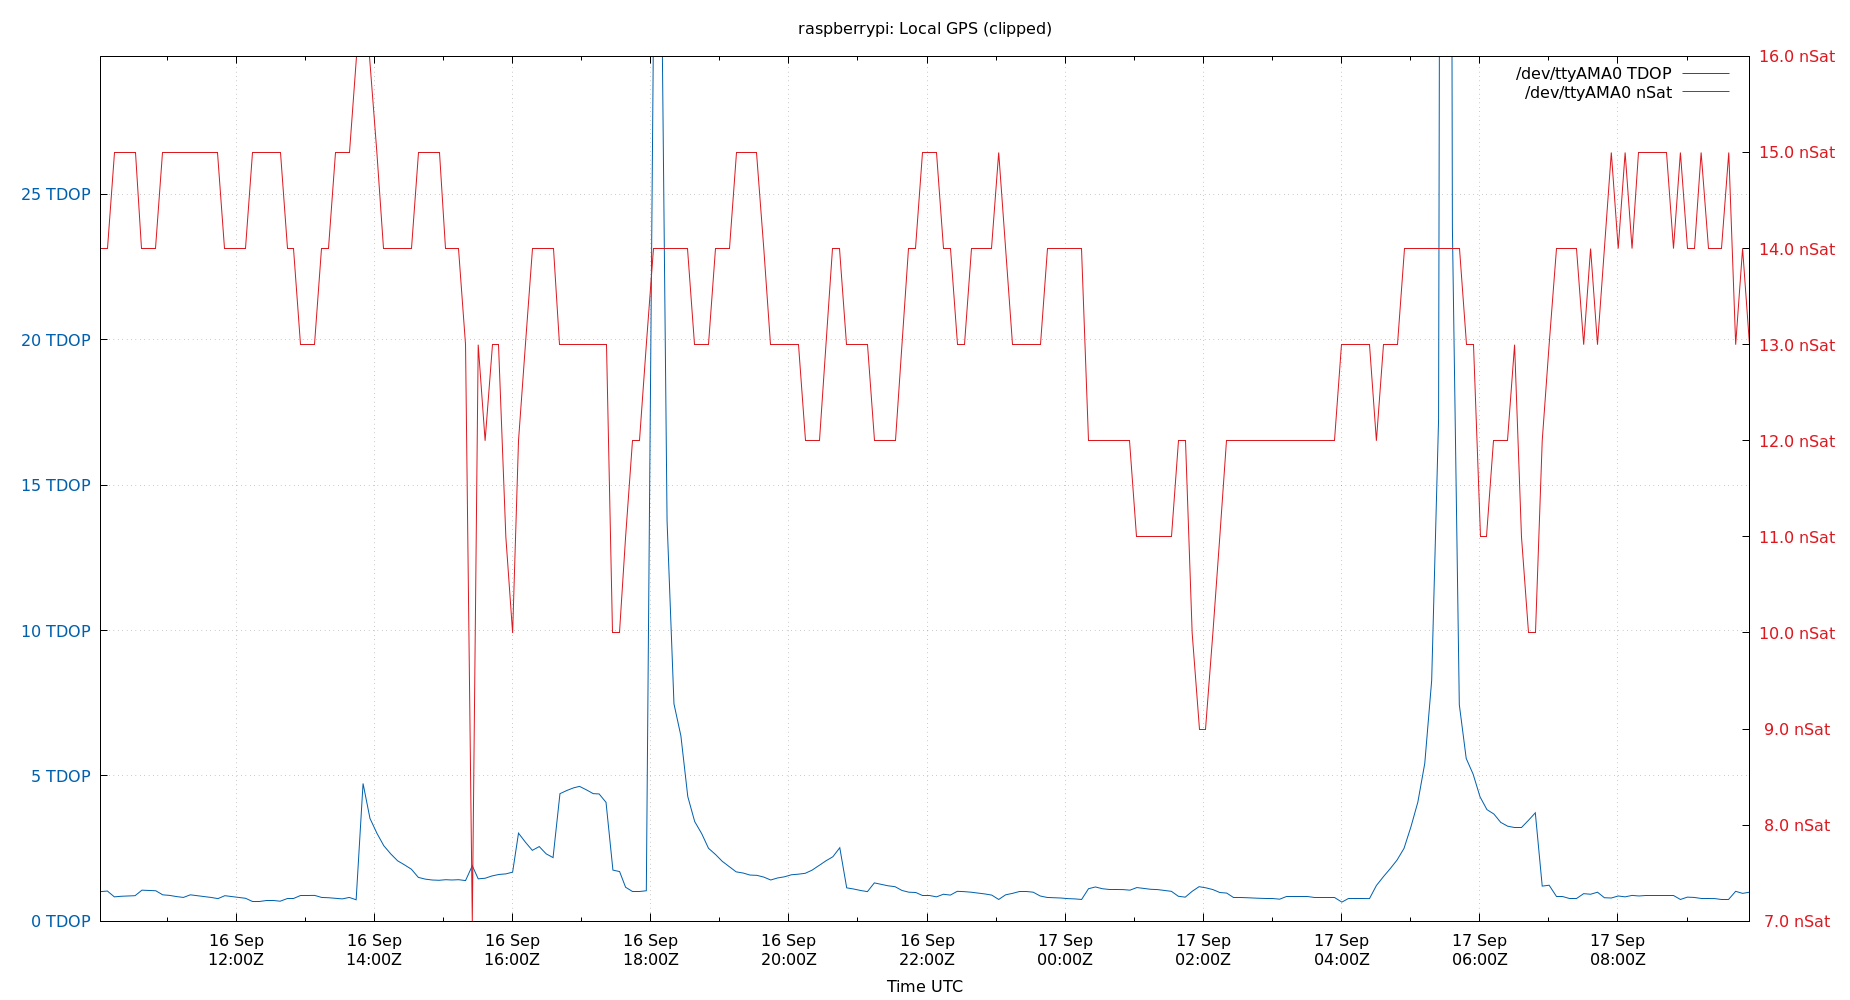 raspberrypi: Local GPS (clipped)
16.0 nSat
/dev/ttyAMA0 TDOP
/dev/ttyAMA0 nSat
15.0 nSat
25 TDOP
14.0 nSat
20 TDOP
13.0 nSat
12.0 nSat
15 TDOP
11.0 nSat
10 TDOP
10.0 nSat
9.0 nSat
5 TDOP
8.0 nSat
0 TDOP
7.0 nSat
16 Sep 16 Sep 16 Sep 16 Sep 16 Sep 16 Sep 17 Sep 17 Sep 17 Sep 17 Sep 17 Sep
12:00Z 14:00Z 16:00Z 18:00Z 20:00Z 22:00Z 00:00Z 02:00Z 04:00Z 06:00Z 08:00Z
Time UTC